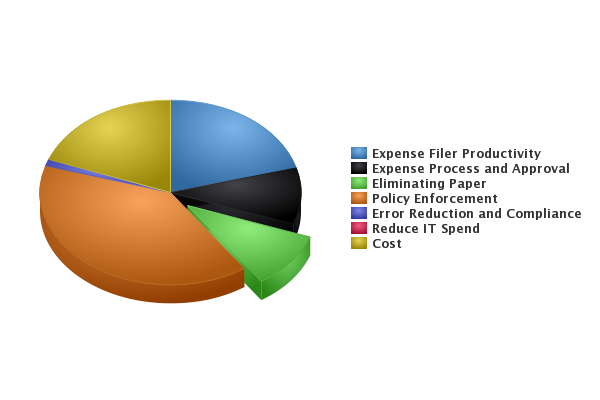 Expense Filer Productivity
Expense Process and Approval
Eliminating Paper
Policy Enforcement
Error Reduction and Compliance
Reduce IT Spend
Cost